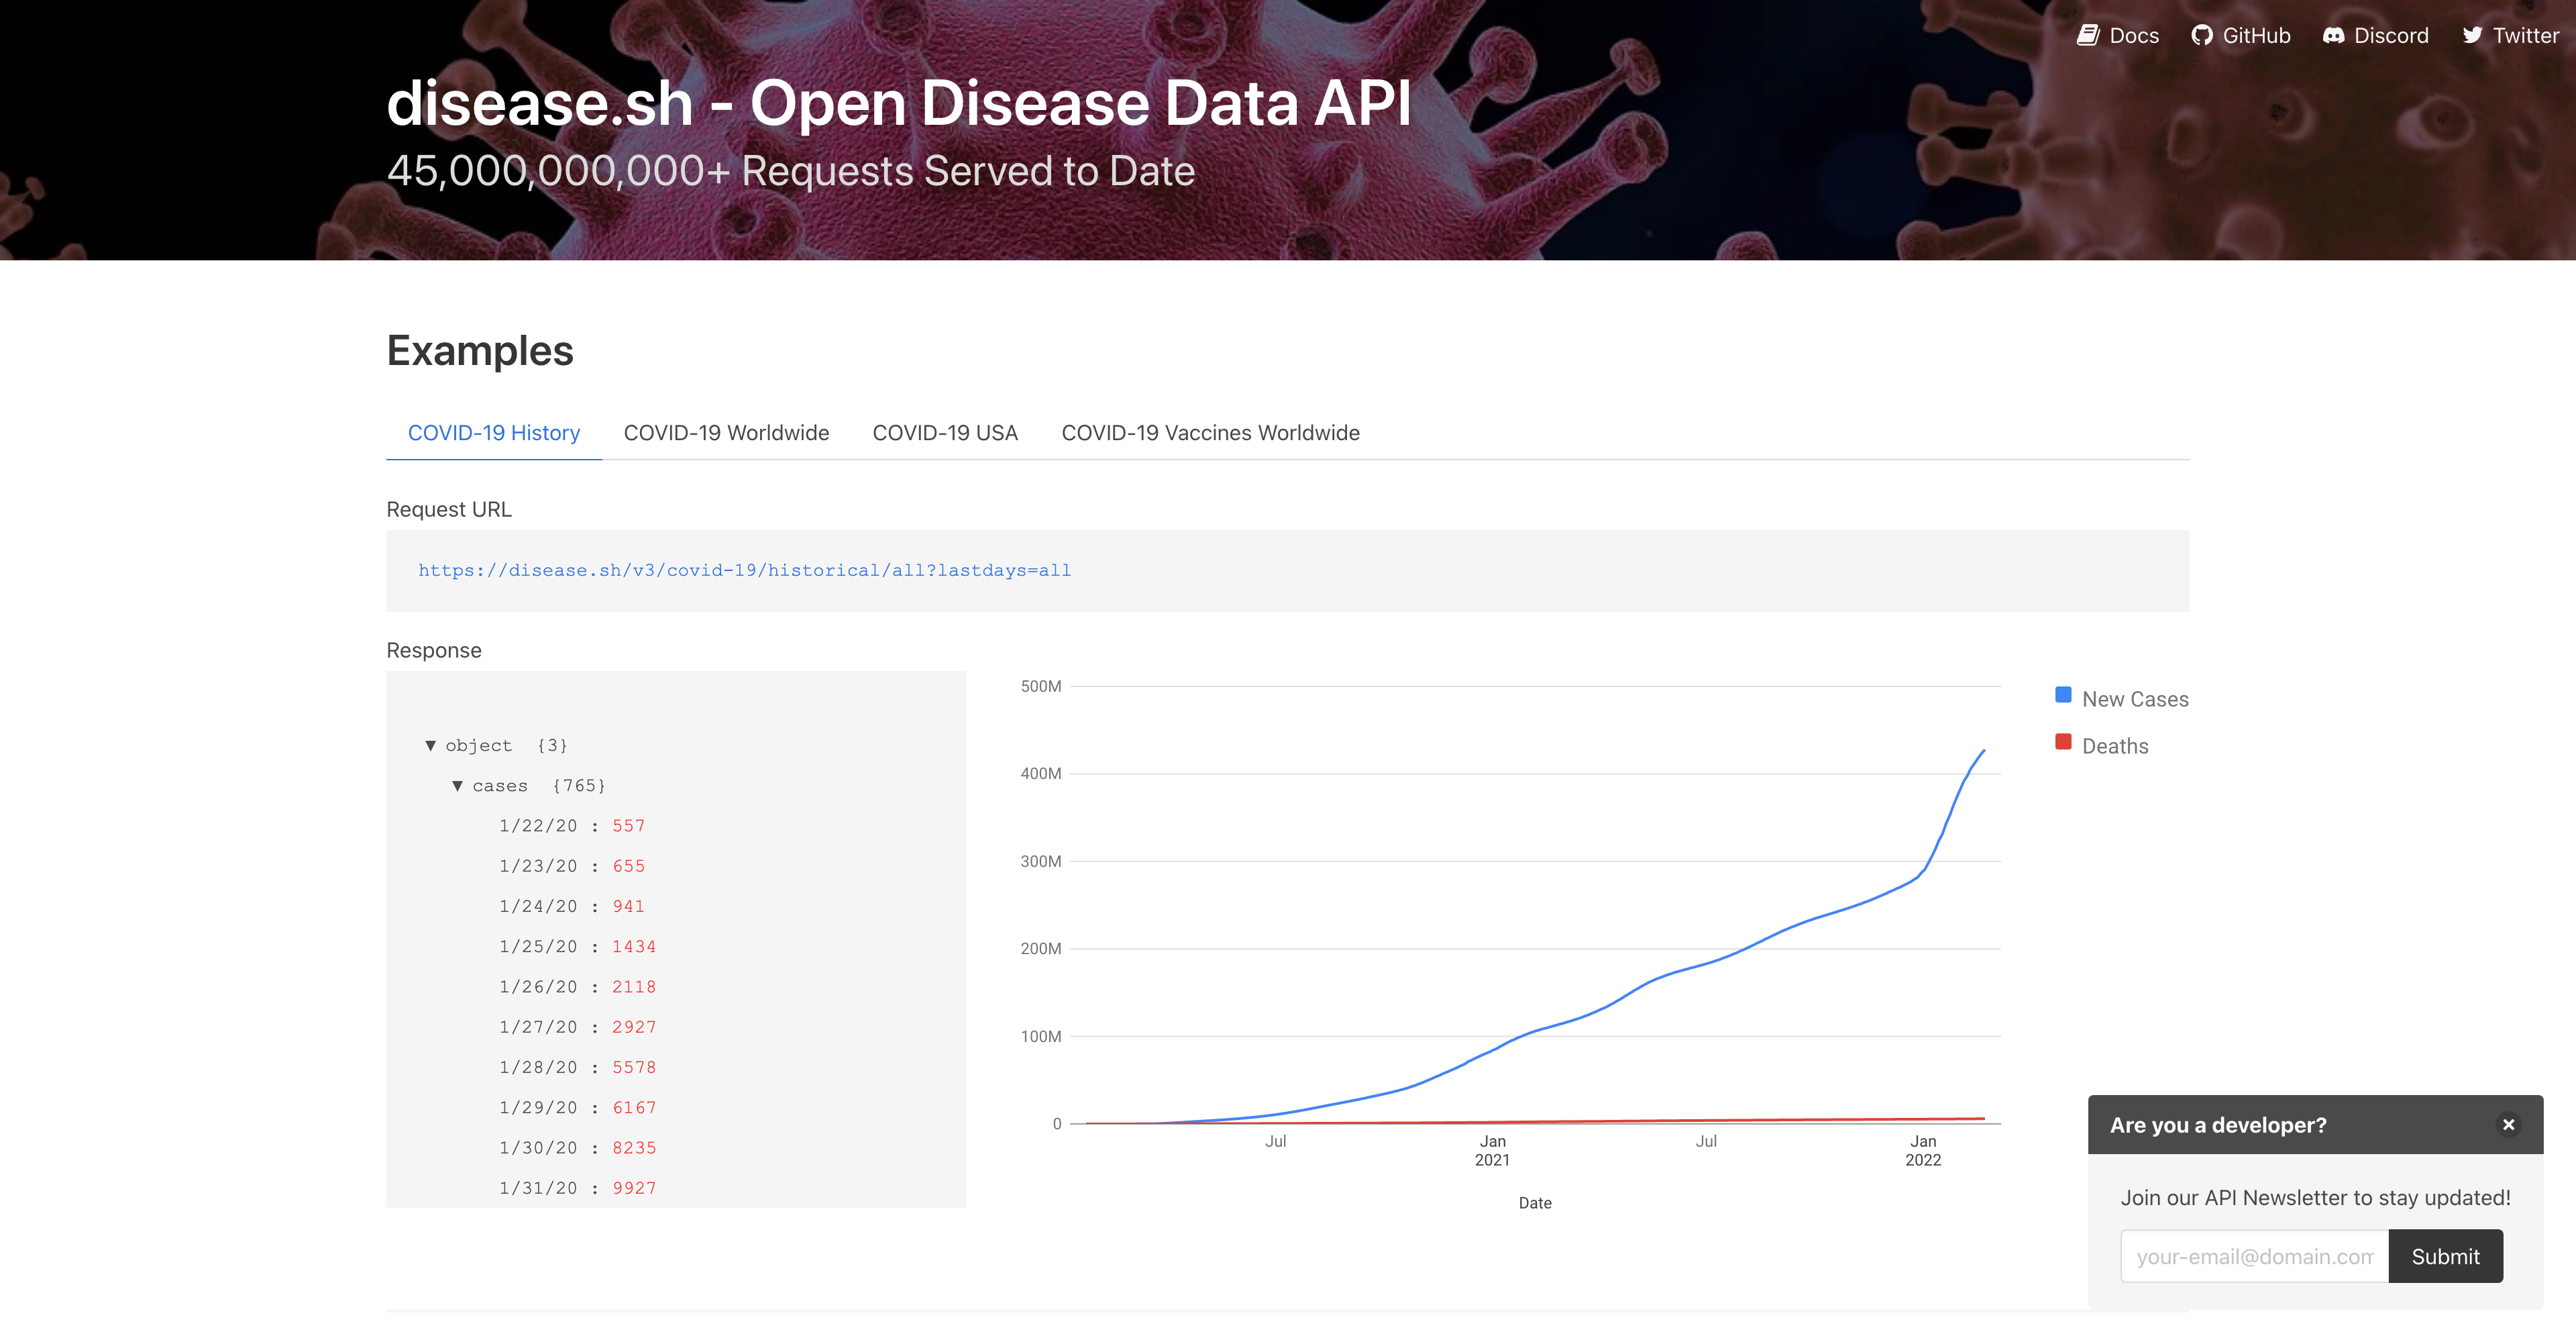 Docs GitHub Discord Twitter
disease.sh - Open Disease Data API
45,000,000,000+ Requests Served to Date
Examples
COVID-19 History COVID-19 Worldwide COVID-19 USA COVID-19 Vaccines Worldwide
Request URL
https://disease.sh/v3/covid-19/historical/all?lastdays=all
Response
▼ object {3}
▼ cases {765}
1/22/20 : 557
1/23/20 : 655
1/24/20 : 941
1/25/20 : 1434
1/26/20 : 2118
1/27/20 : 2927
1/28/20 : 5578
1/29/20 : 6167
1/30/20 : 8235
1/31/20 : 9927
500M
400M
300M
200M
100M
0
Jul Jan Jul Jan
2021 2022
Date
New Cases
Deaths
Are you a developer?
Join our API Newsletter to stay updated!
your-email@domain.com Submit